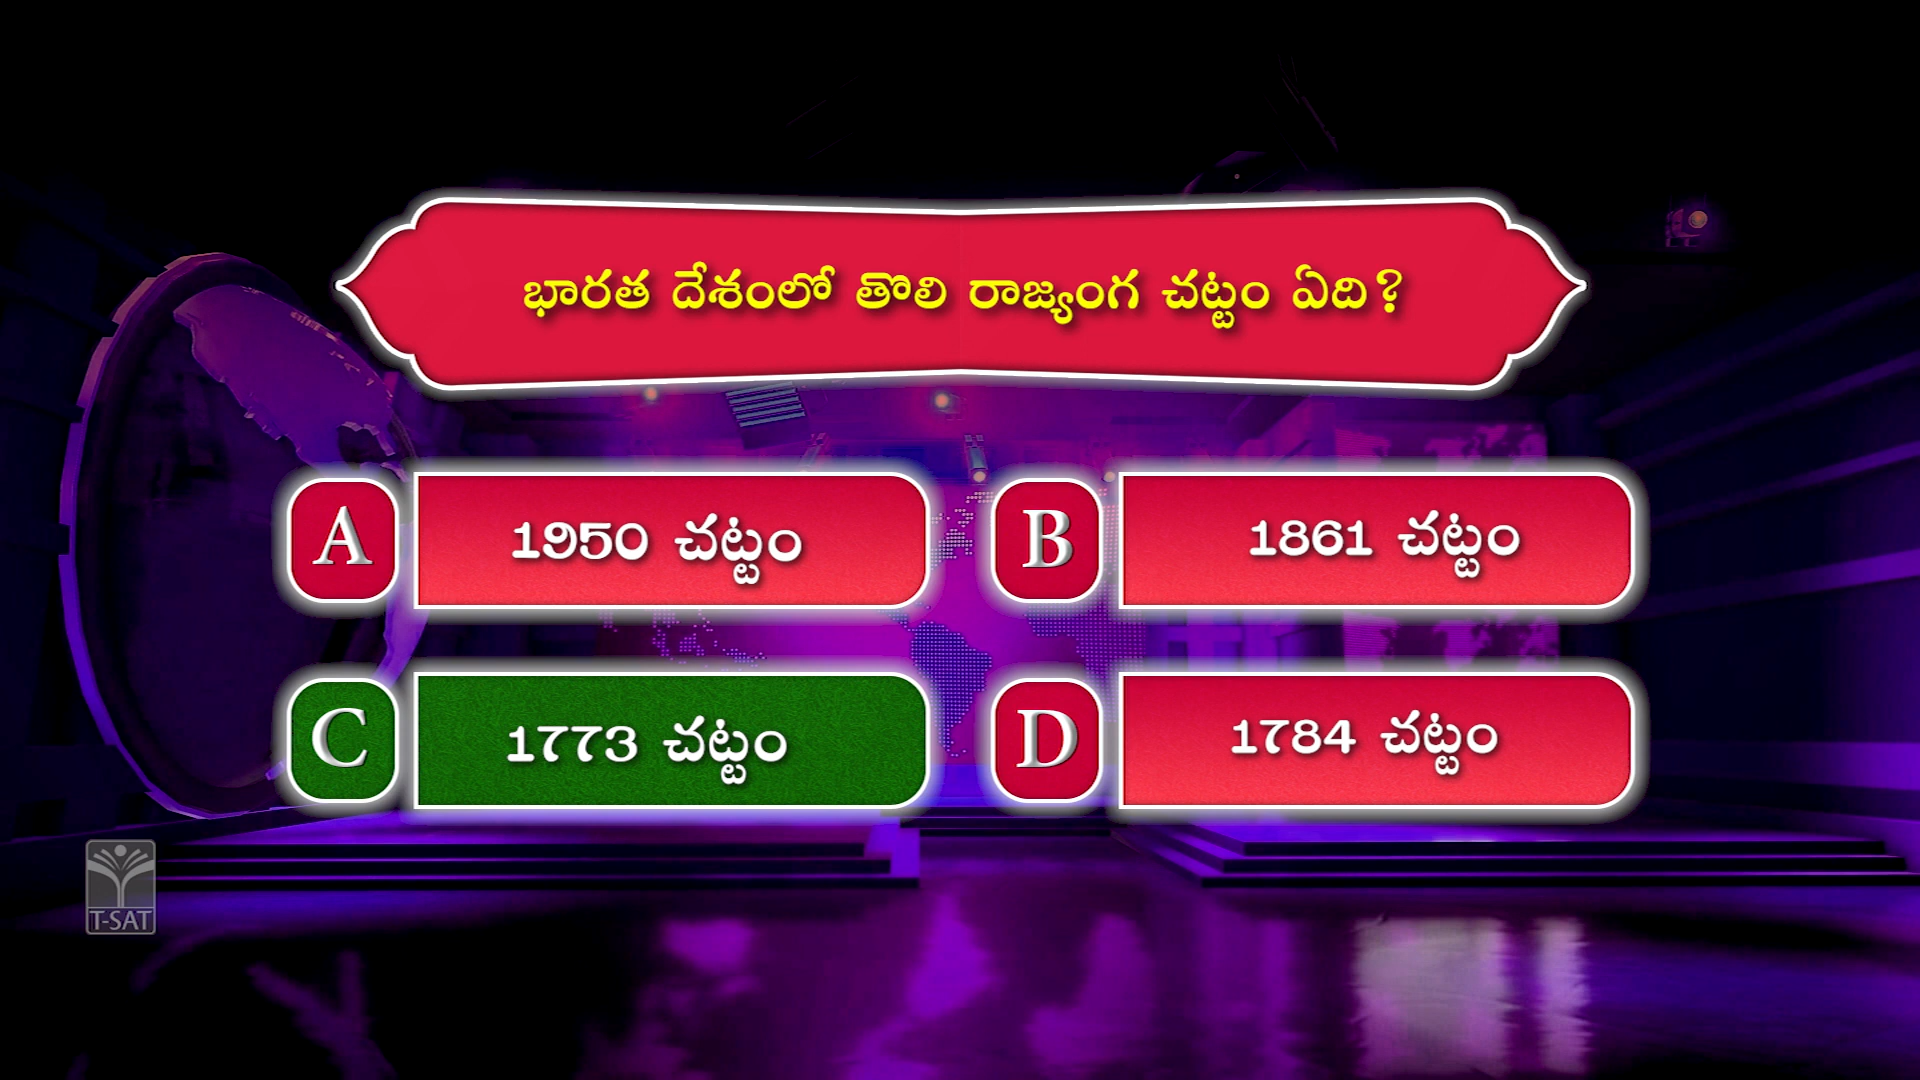 భారత దేశంలో తొలి రాజ్యంగ చట్టం ఏది?
A 1950 చట్టం
B 1861 చట్టం
C 1773 చట్టం
D 1784 చట్టం
T-SAT